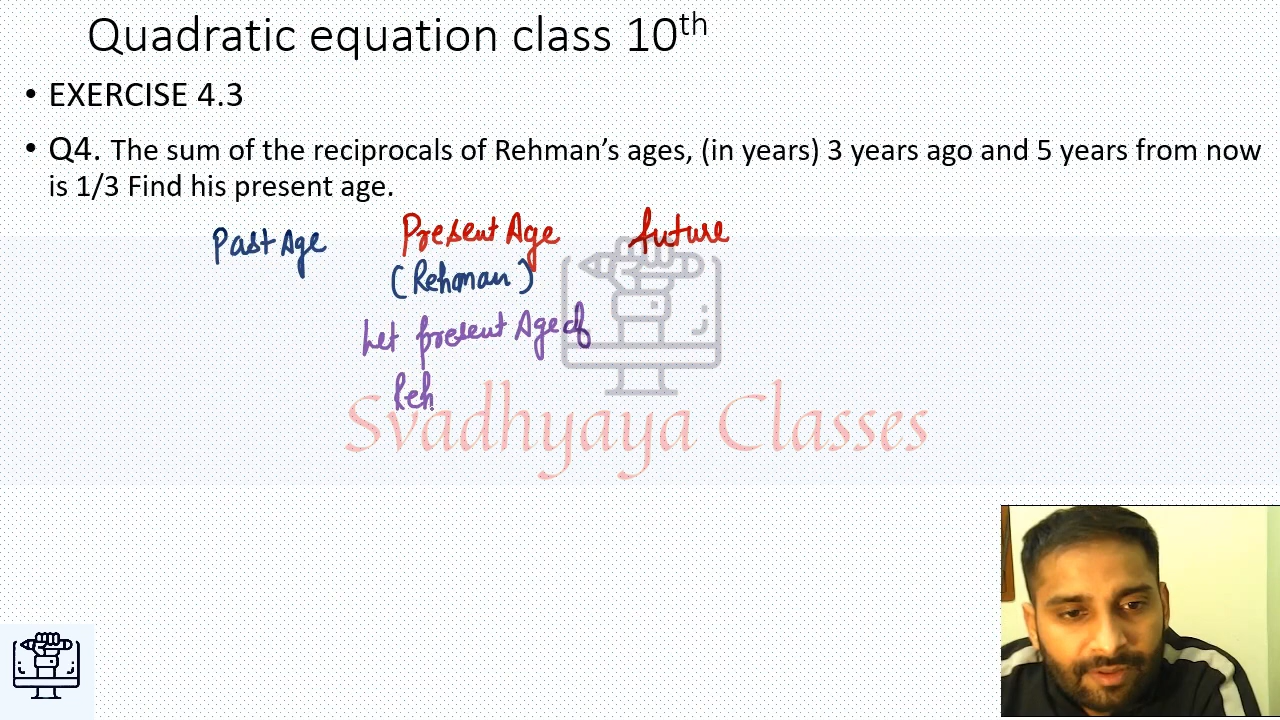 Quadratic equation class 10th
• EXERCISE 4.3
• Q4. The sum of the reciprocals of Rehman’s ages, (in years) 3 years ago and 5 years from now
is 1/3 Find his present age.
Past Age Present Age future
(Rehman)
Let present Age of
Reh
Svadhyaya Classes